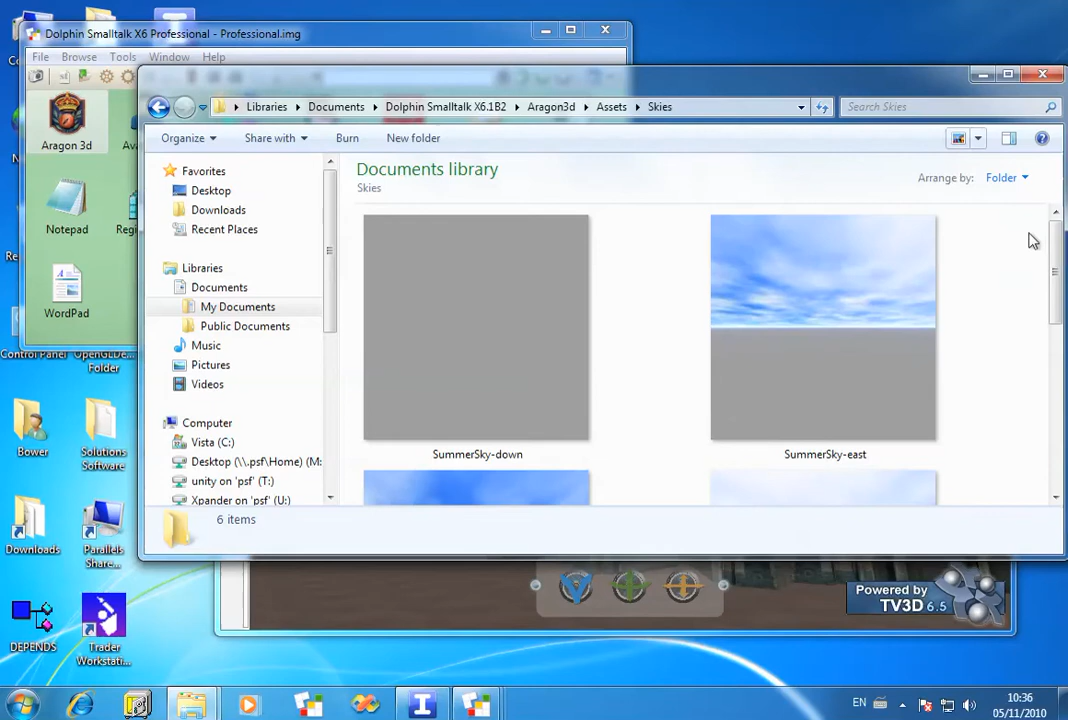 Dolphin Smalltalk X6 Professional - Professional.img
File Browse Tools Window Help
Libraries Documents Dolphin Smalltalk X6.1B2 Aragon3d Assets Skies
Search Skies
Organize Share with Burn New folder
Documents library
Skies
Arrange by: Folder
Favorites
Desktop
Downloads
Recent Places
Libraries
Documents
My Documents
Public Documents
Music
Pictures
Videos
Computer
Vista (C:)
Desktop (\\.psf\Home) (M:
unity on 'psf' (T:)
Xpander on 'psf' (U:)
SummerSky-down
SummerSky-east
6 items
Aragon 3d
Notepad
WordPad
Control Panel
OpenGLDe...
Folder
Bower
Solutions
Software
Downloads
Parallels
Share...
DEPENDS
Trader
Workstati...
Powered by
TV3D 6.5
EN
10:36
05/11/2010